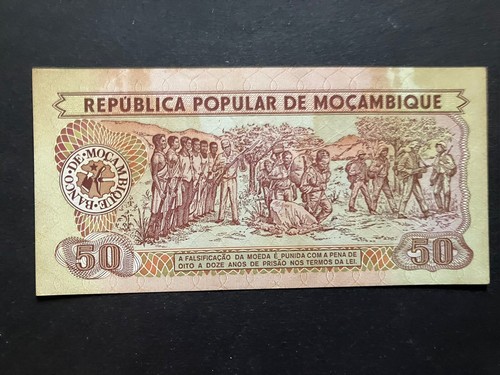 REPÚBLICA POPULAR DE MOÇAMBIQUE
BANCO·DE·MOÇAMBIQUE·
50
A FALSIFICAÇÃO DA MOEDA É PUNIDA COM A PENA DE
OITO A DOZE ANOS DE PRISÃO NOS TERMOS DA LEI.
50